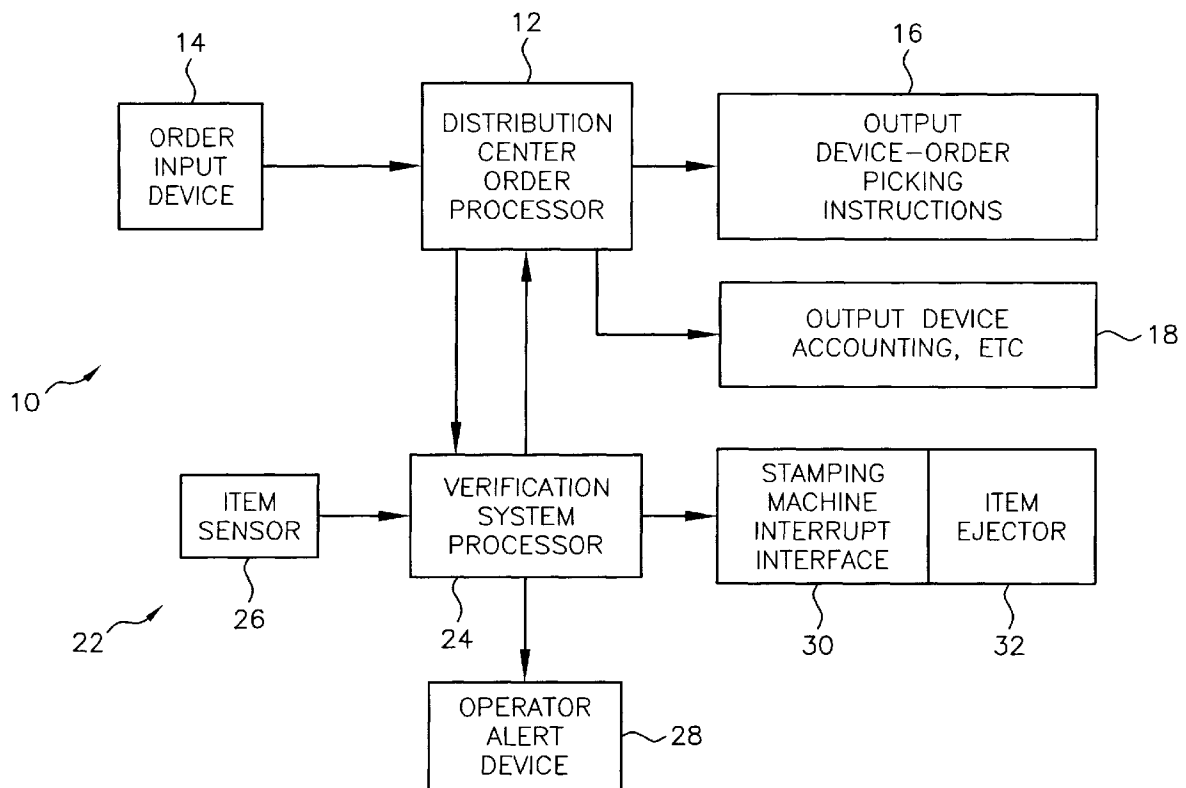 14
12
16
ORDER
INPUT
DEVICE
DISTRIBUTION
CENTER
ORDER
PROCESSOR
OUTPUT
DEVICE-ORDER
PICKING
INSTRUCTIONS
OUTPUT DEVICE
ACCOUNTING, ETC
18
10
ITEM
SENSOR
VERIFICATION
SYSTEM
PROCESSOR
STAMPING
MACHINE
INTERRUPT
INTERFACE
ITEM
EJECTOR
22
26
24
30
32
OPERATOR
ALERT
DEVICE
28